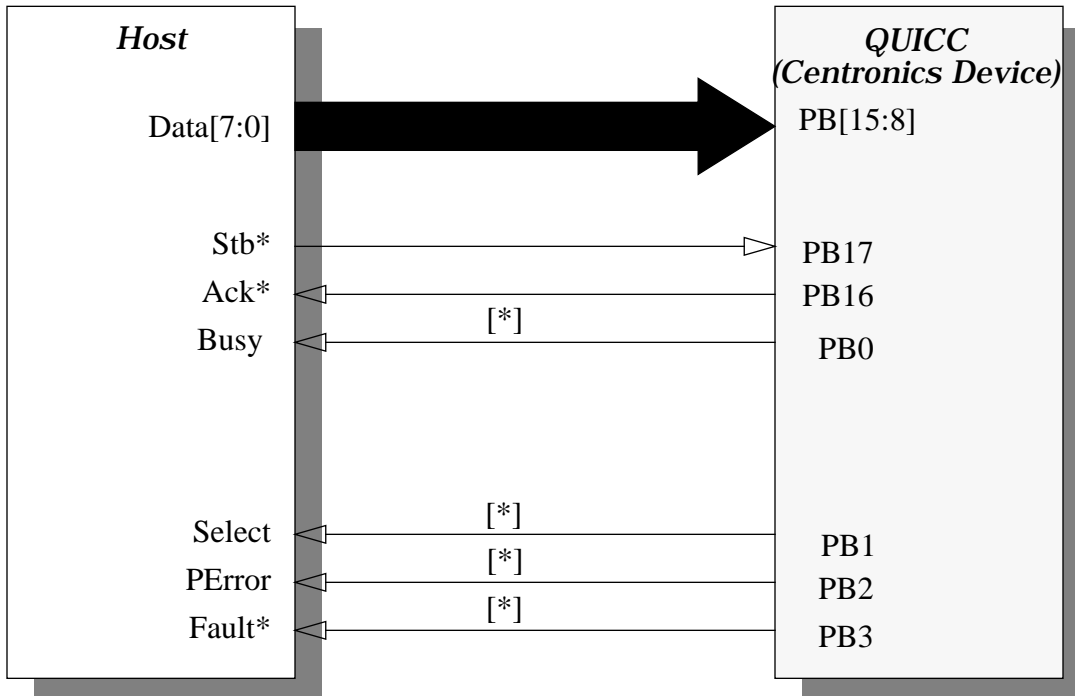 Host
QUICC
(Centronics Device)
Data[7:0]
PB[15:8]
Stb*
PB17
Ack*
PB16
[*]
Busy
PB0
[*]
Select
PB1
[*]
PError
PB2
[*]
Fault*
PB3